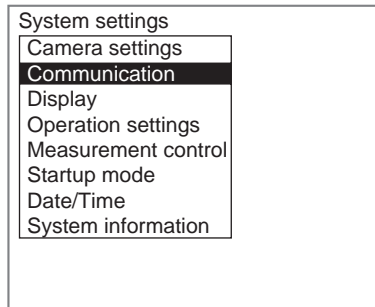 System settings
Camera settings
Communication
Display
Operation settings
Measurement control
Startup mode
Date/Time
System information